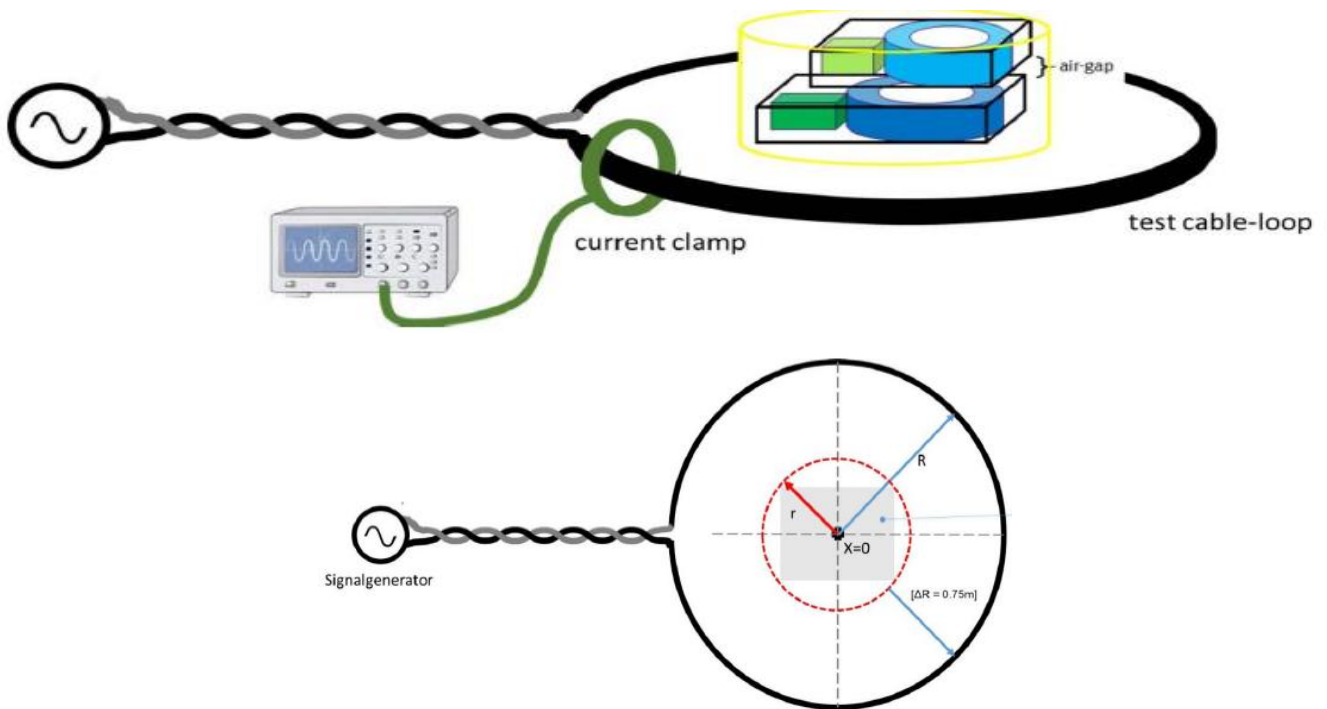 air-gap
current clamp
test cable-loop
R
r
X=0
[ΔR = 0.75m]
Signalgenerator